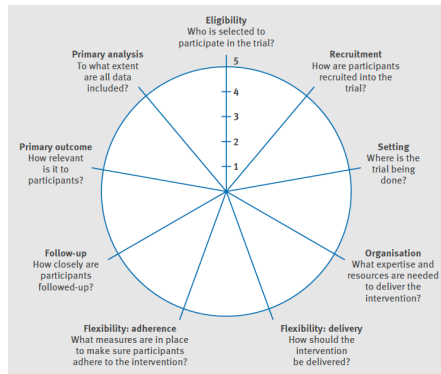 Eligibility
Who is selected to
participate in the trial?
Recruitment
How are participants
recruited into the
trial?
Setting
Where is the
trial being
done?
Organisation
What expertise and
resources are needed
to deliver the
intervention?
Flexibility: delivery
How should the
intervention
be delivered?
Flexibility: adherence
What measures are in place
to make sure participants
adhere to the intervention?
Follow-up
How closely are
participants
followed-up?
Primary outcome
How relevant
is it to
participants?
Primary analysis
To what extent
are all data
included?
5
4
3
2
1